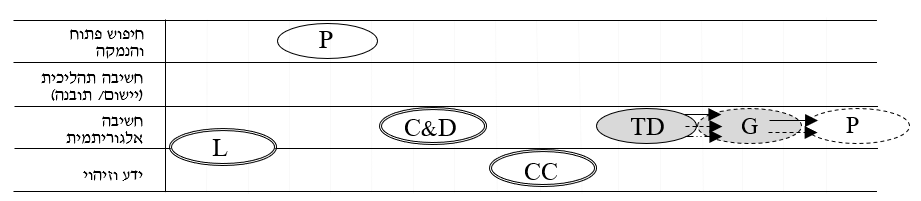 חיפוש פתוח
והנמקה
P
חשיבה תהליכית
(יישום/ תובנה)
חשיבה
אלגוריתמית
C&D
TD
G
P
L
ידע וזיהוי
CC